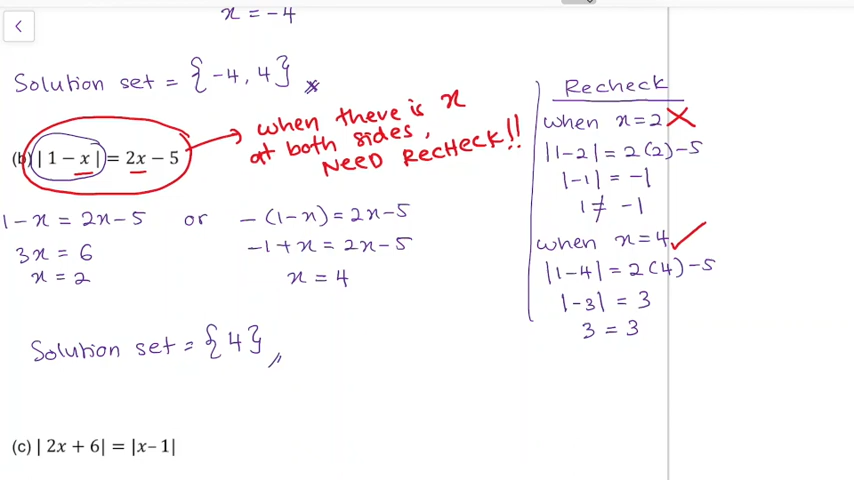 x = -4
Solution set = {-4, 4}
(b) | 1 − x | = 2x − 5
when there is x
at both sides,
NEED RECHECK!!
1-x = 2x-5 or -(1-x) = 2x-5
3x = 6 -1+x = 2x-5
x = 2 x = 4
Solution set = {4}
Recheck
when x=2
|1-2| = 2(2)-5
|-1| = -1
1 ≠ -1
when x=4
|1-4| = 2(4)-5
|-3| = 3
3 = 3
(c) | 2x + 6| = |x− 1|